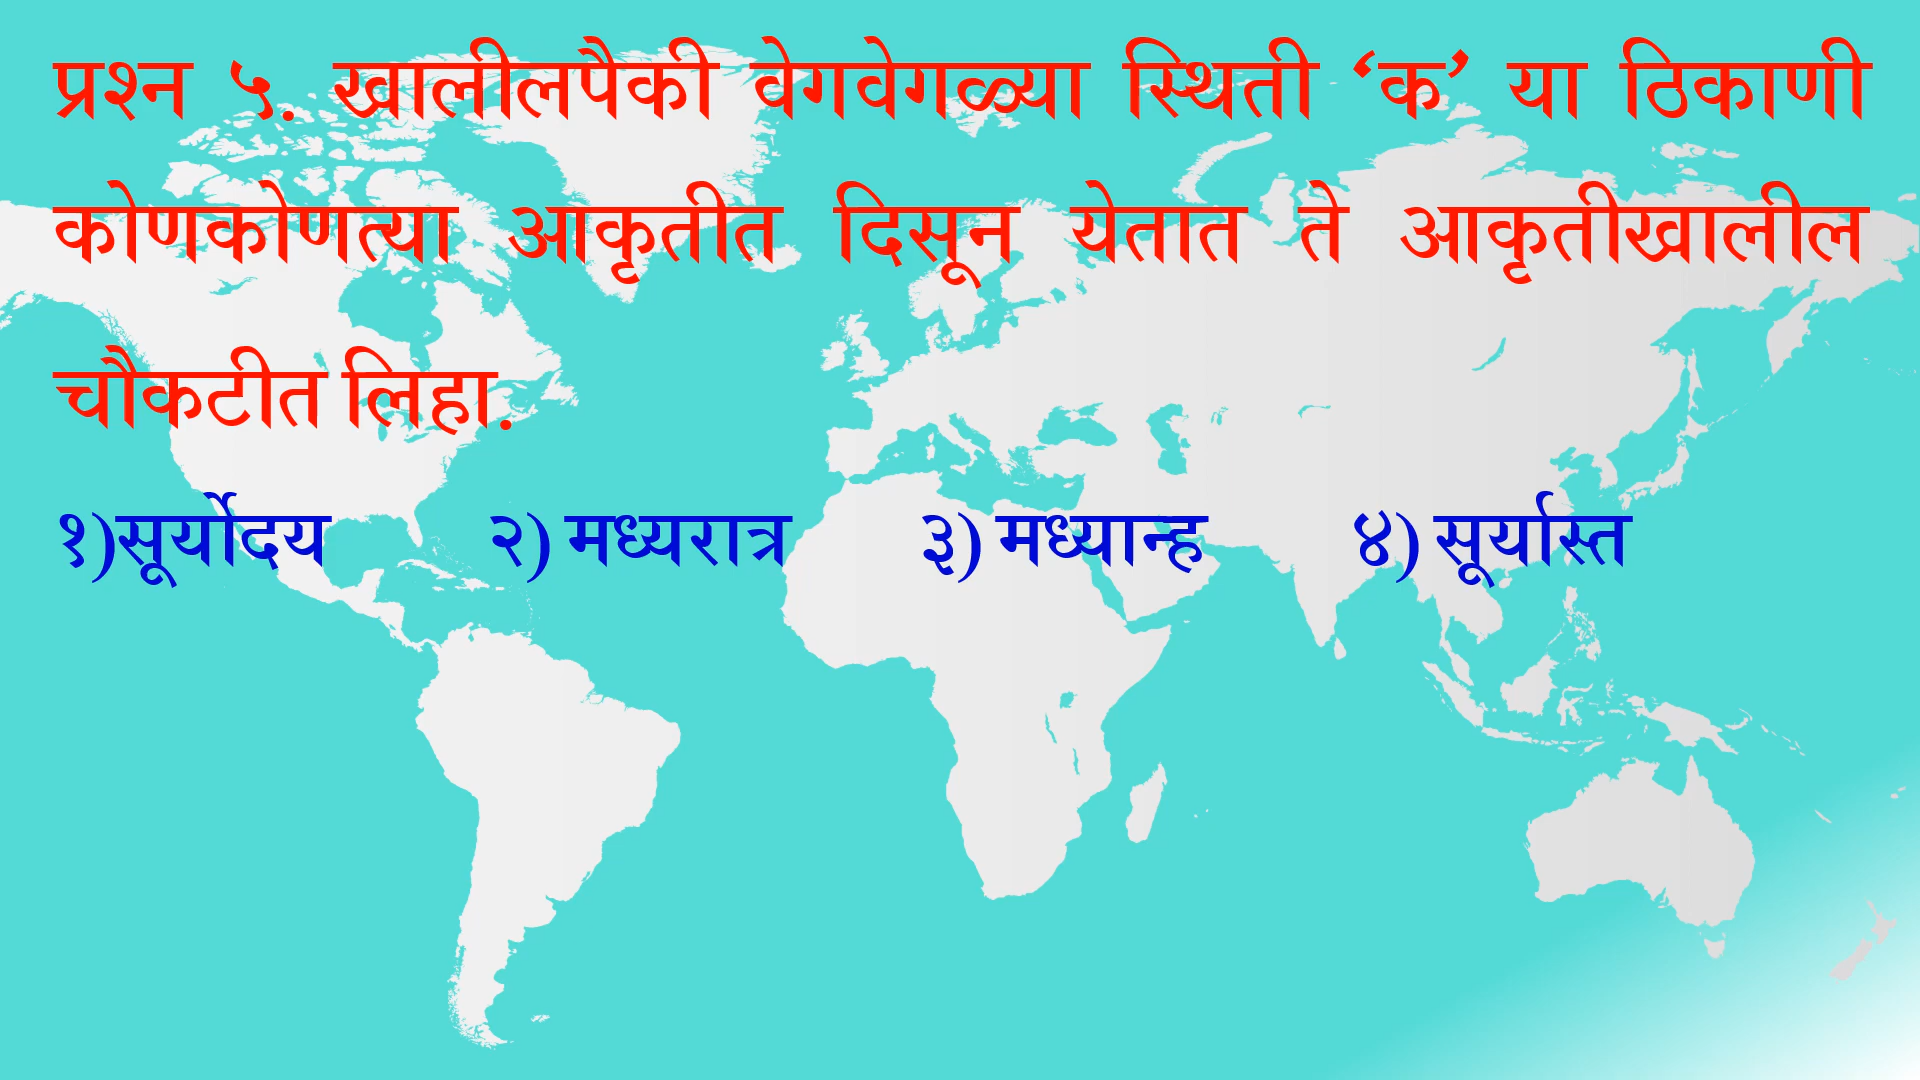 प्रश्न ५. खालीलपैकी वेगवेगळ्या स्थिती ‘क’ या ठिकाणी
कोणकोणत्या आकृतीत दिसून येतात ते आकृतीखालील
चौकटीत लिहा.
१)सूर्योदय २) मध्यरात्र ३) मध्यान्ह ४) सूर्यास्त